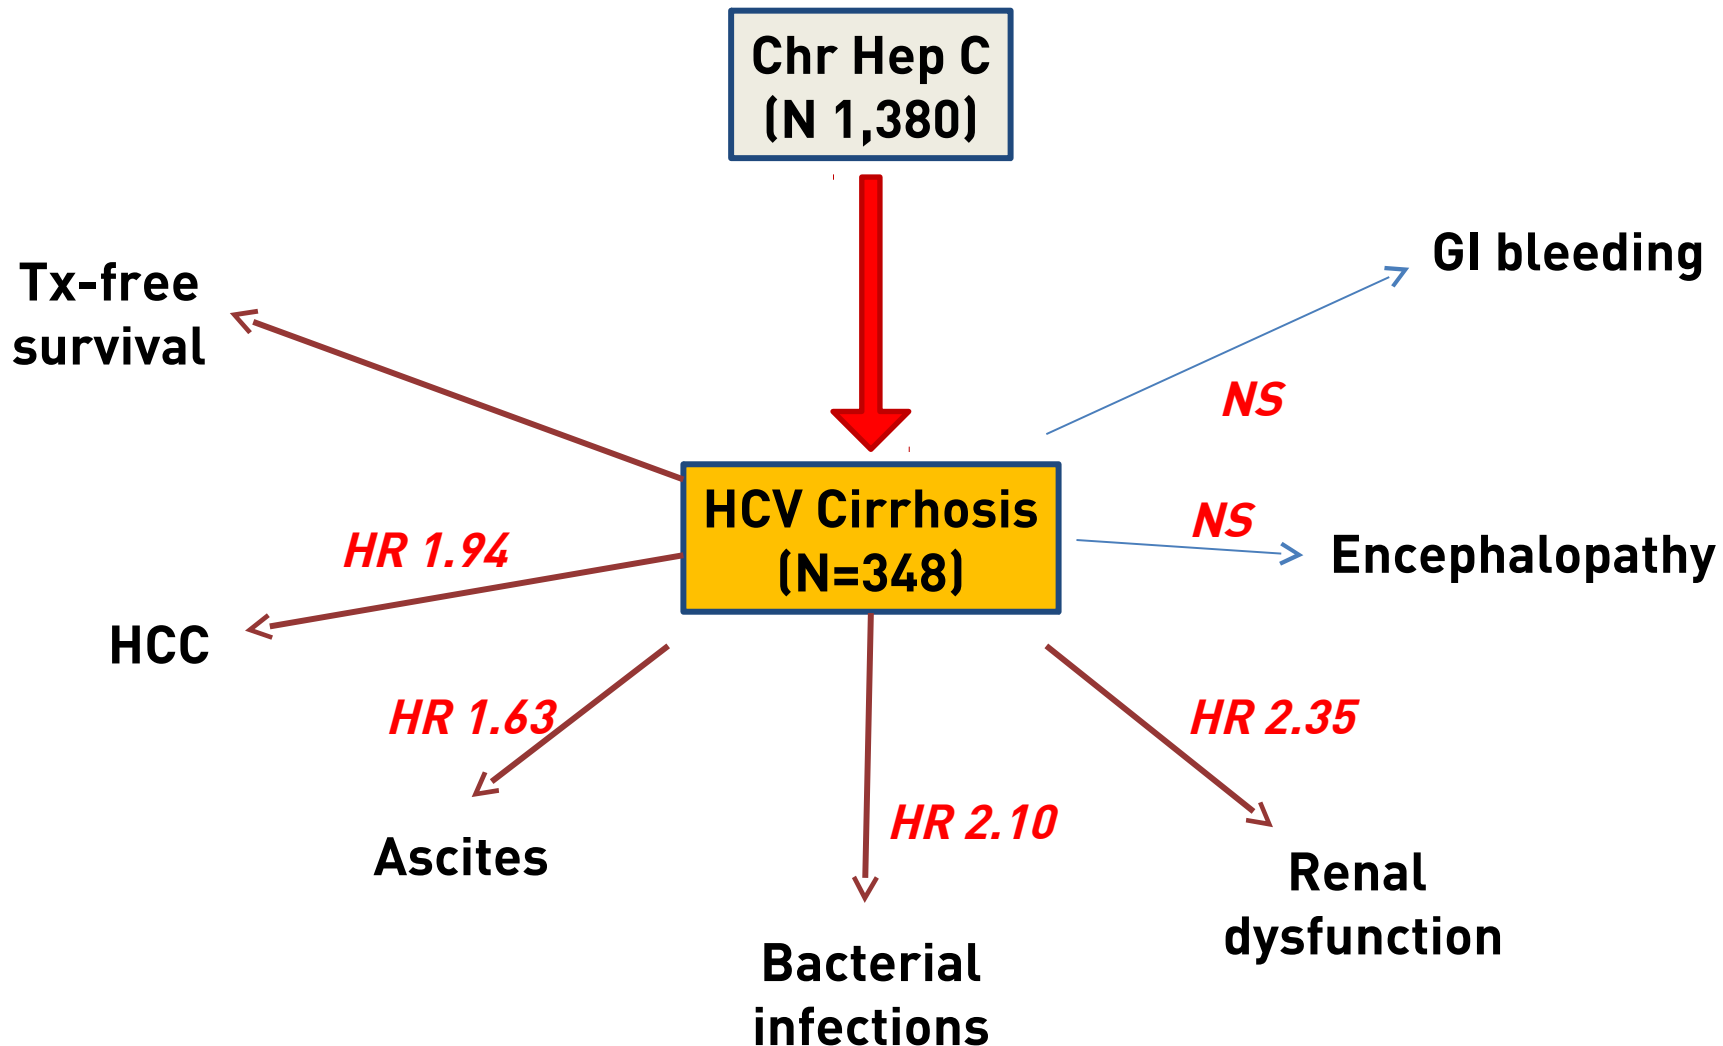 Chr Hep C
(N 1,380)
GI bleeding
Tx-free
survival
NS
HCV Cirrhosis
(N=348)
NS
Encephalopathy
HR 1.94
HCC
HR 1.63
HR 2.35
HR 2.10
Ascites
Renal
dysfunction
Bacterial
infections